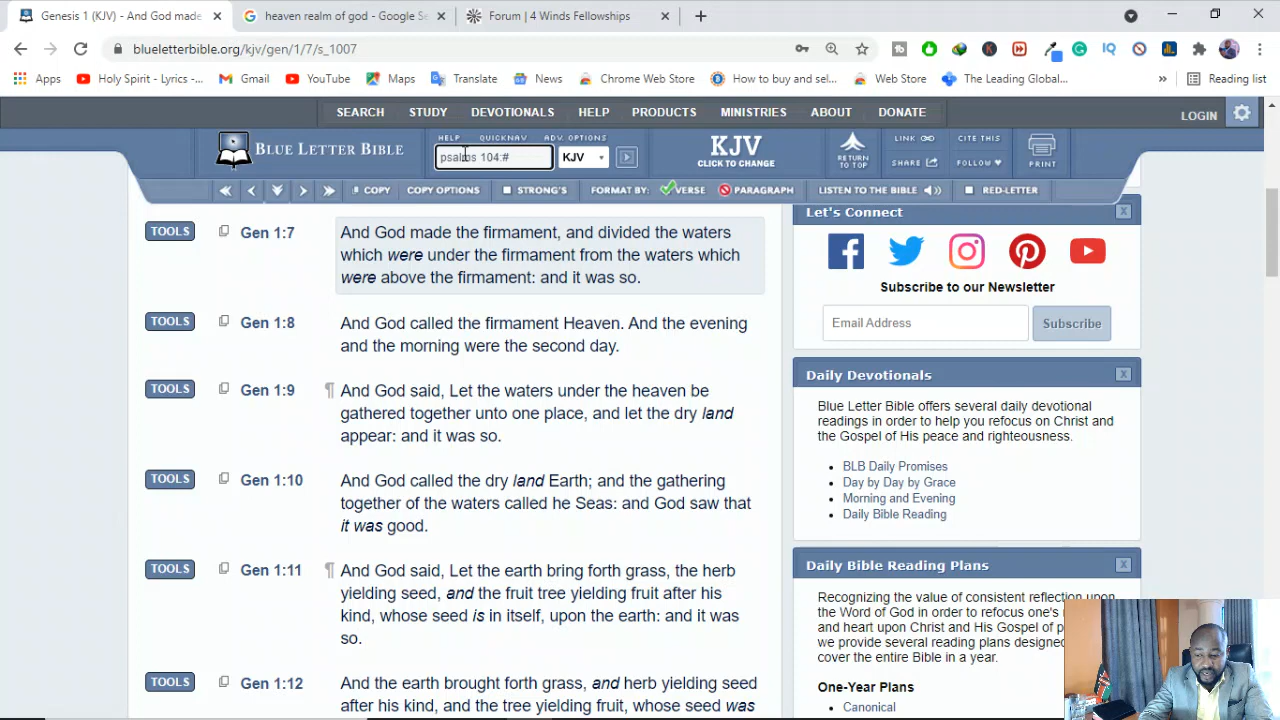 Genesis 1 (KJV) - And God made
heaven realm of god - Google Se
Forum | 4 Winds Fellowships
blueletterbible.org/kjv/gen/1/7/s_1007
Apps
Holy Spirit - Lyrics -...
Gmail
YouTube
Maps
Translate
News
Chrome Web Store
How to buy and sel...
Web Store
The Leading Global...
»
Reading list
SEARCH
STUDY
DEVOTIONALS
HELP
PRODUCTS
MINISTRIES
ABOUT
DONATE
LOGIN
BLUE LETTER BIBLE
HELP
QUICKNAV
ADV. OPTIONS
psalms 104:#
KJV
KJV
CLICK TO CHANGE
RETURN
TO TOP
LINK
SHARE
CITE THIS
FOLLOW
PRINT
COPY
COPY OPTIONS
STRONG'S
FORMAT BY:
VERSE
PARAGRAPH
LISTEN TO THE BIBLE
RED-LETTER
TOOLS
Gen 1:7
And God made the firmament, and divided the waters
which were under the firmament from the waters which
were above the firmament: and it was so.
TOOLS
Gen 1:8
And God called the firmament Heaven. And the evening
and the morning were the second day.
TOOLS
Gen 1:9
¶ And God said, Let the waters under the heaven be
gathered together unto one place, and let the dry land
appear: and it was so.
TOOLS
Gen 1:10
And God called the dry land Earth; and the gathering
together of the waters called he Seas: and God saw that
it was good.
TOOLS
Gen 1:11
¶ And God said, Let the earth bring forth grass, the herb
yielding seed, and the fruit tree yielding fruit after his
kind, whose seed is in itself, upon the earth: and it was
so.
TOOLS
Gen 1:12
And the earth brought forth grass, and herb yielding seed
after his kind, and the tree yielding fruit, whose seed was
Let's Connect
X
Subscribe to our Newsletter
Email Address
Subscribe
Daily Devotionals
X
Blue Letter Bible offers several daily devotional
readings in order to help you refocus on Christ and
the Gospel of His peace and righteousness.
BLB Daily Promises
Day by Day by Grace
Morning and Evening
Daily Bible Reading
Daily Bible Reading Plans
X
Recognizing the value of consistent reflection upon
the Word of God in order to refocus one's
and heart upon Christ and His Gospel of p
we provide several reading plans designed
cover the entire Bible in a year.
One-Year Plans
Canonical